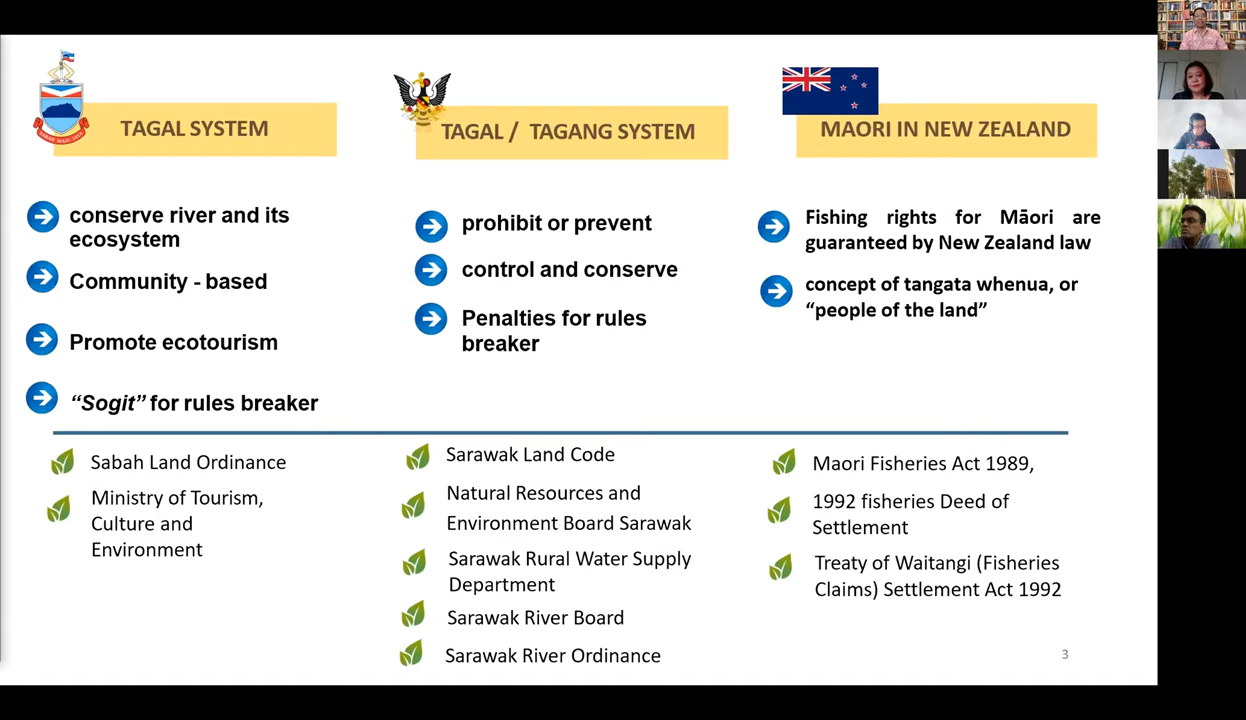 TAGAL SYSTEM
conserve river and its
ecosystem
Community - based
Promote ecotourism
“Sogit” for rules breaker
Sabah Land Ordinance
Ministry of Tourism,
Culture and
Environment
TAGAL / TAGANG SYSTEM
prohibit or prevent
control and conserve
Penalties for rules
breaker
Sarawak Land Code
Natural Resources and
Environment Board Sarawak
Sarawak Rural Water Supply
Department
Sarawak River Board
Sarawak River Ordinance
MAORI IN NEW ZEALAND
Fishing rights for Māori are
guaranteed by New Zealand law
concept of tangata whenua, or
“people of the land”
Maori Fisheries Act 1989,
1992 fisheries Deed of
Settlement
Treaty of Waitangi (Fisheries
Claims) Settlement Act 1992
3